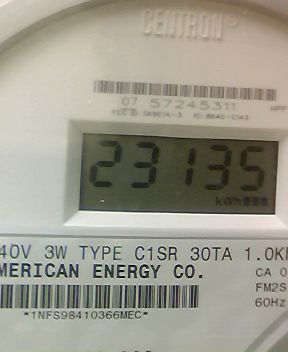 CENTRON
07 57245311
23135
kWh
40V 3W TYPE C1SR 30TA 1.0K
MERICAN ENERGY CO.
CA 0
FM2S
60Hz
*1NFS98410366MEC*